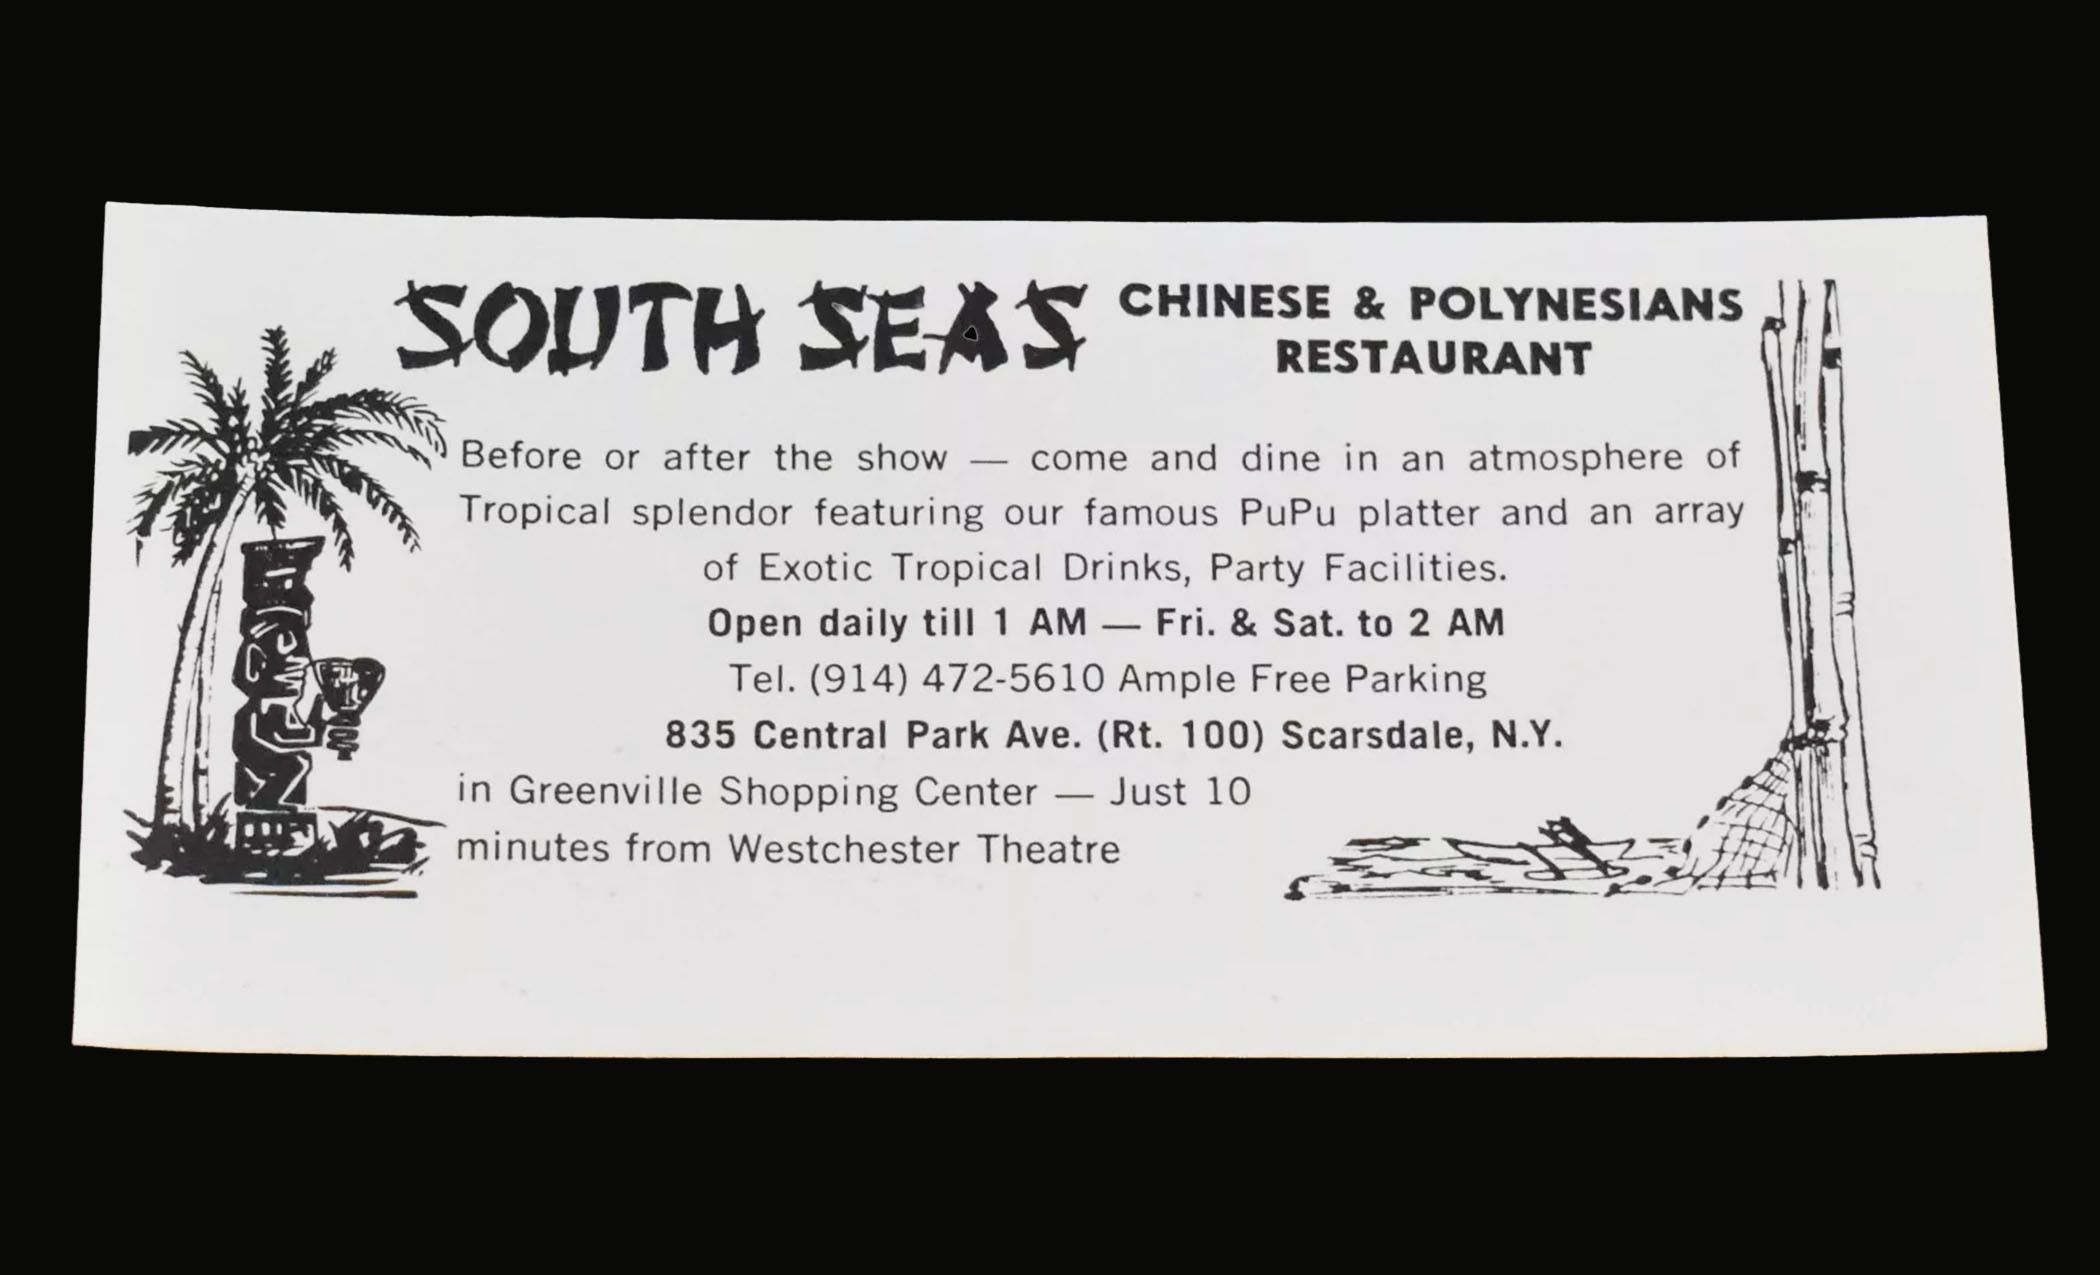 SOUTH SEAS CHINESE & POLYNESIANS
RESTAURANT
Before or after the show — come and dine in an atmosphere of
Tropical splendor featuring our famous PuPu platter and an array
of Exotic Tropical Drinks, Party Facilities.
Open daily till 1 AM — Fri. & Sat. to 2 AM
Tel. (914) 472-5610 Ample Free Parking
835 Central Park Ave. (Rt. 100) Scarsdale, N.Y.
in Greenville Shopping Center — Just 10
minutes from Westchester Theatre